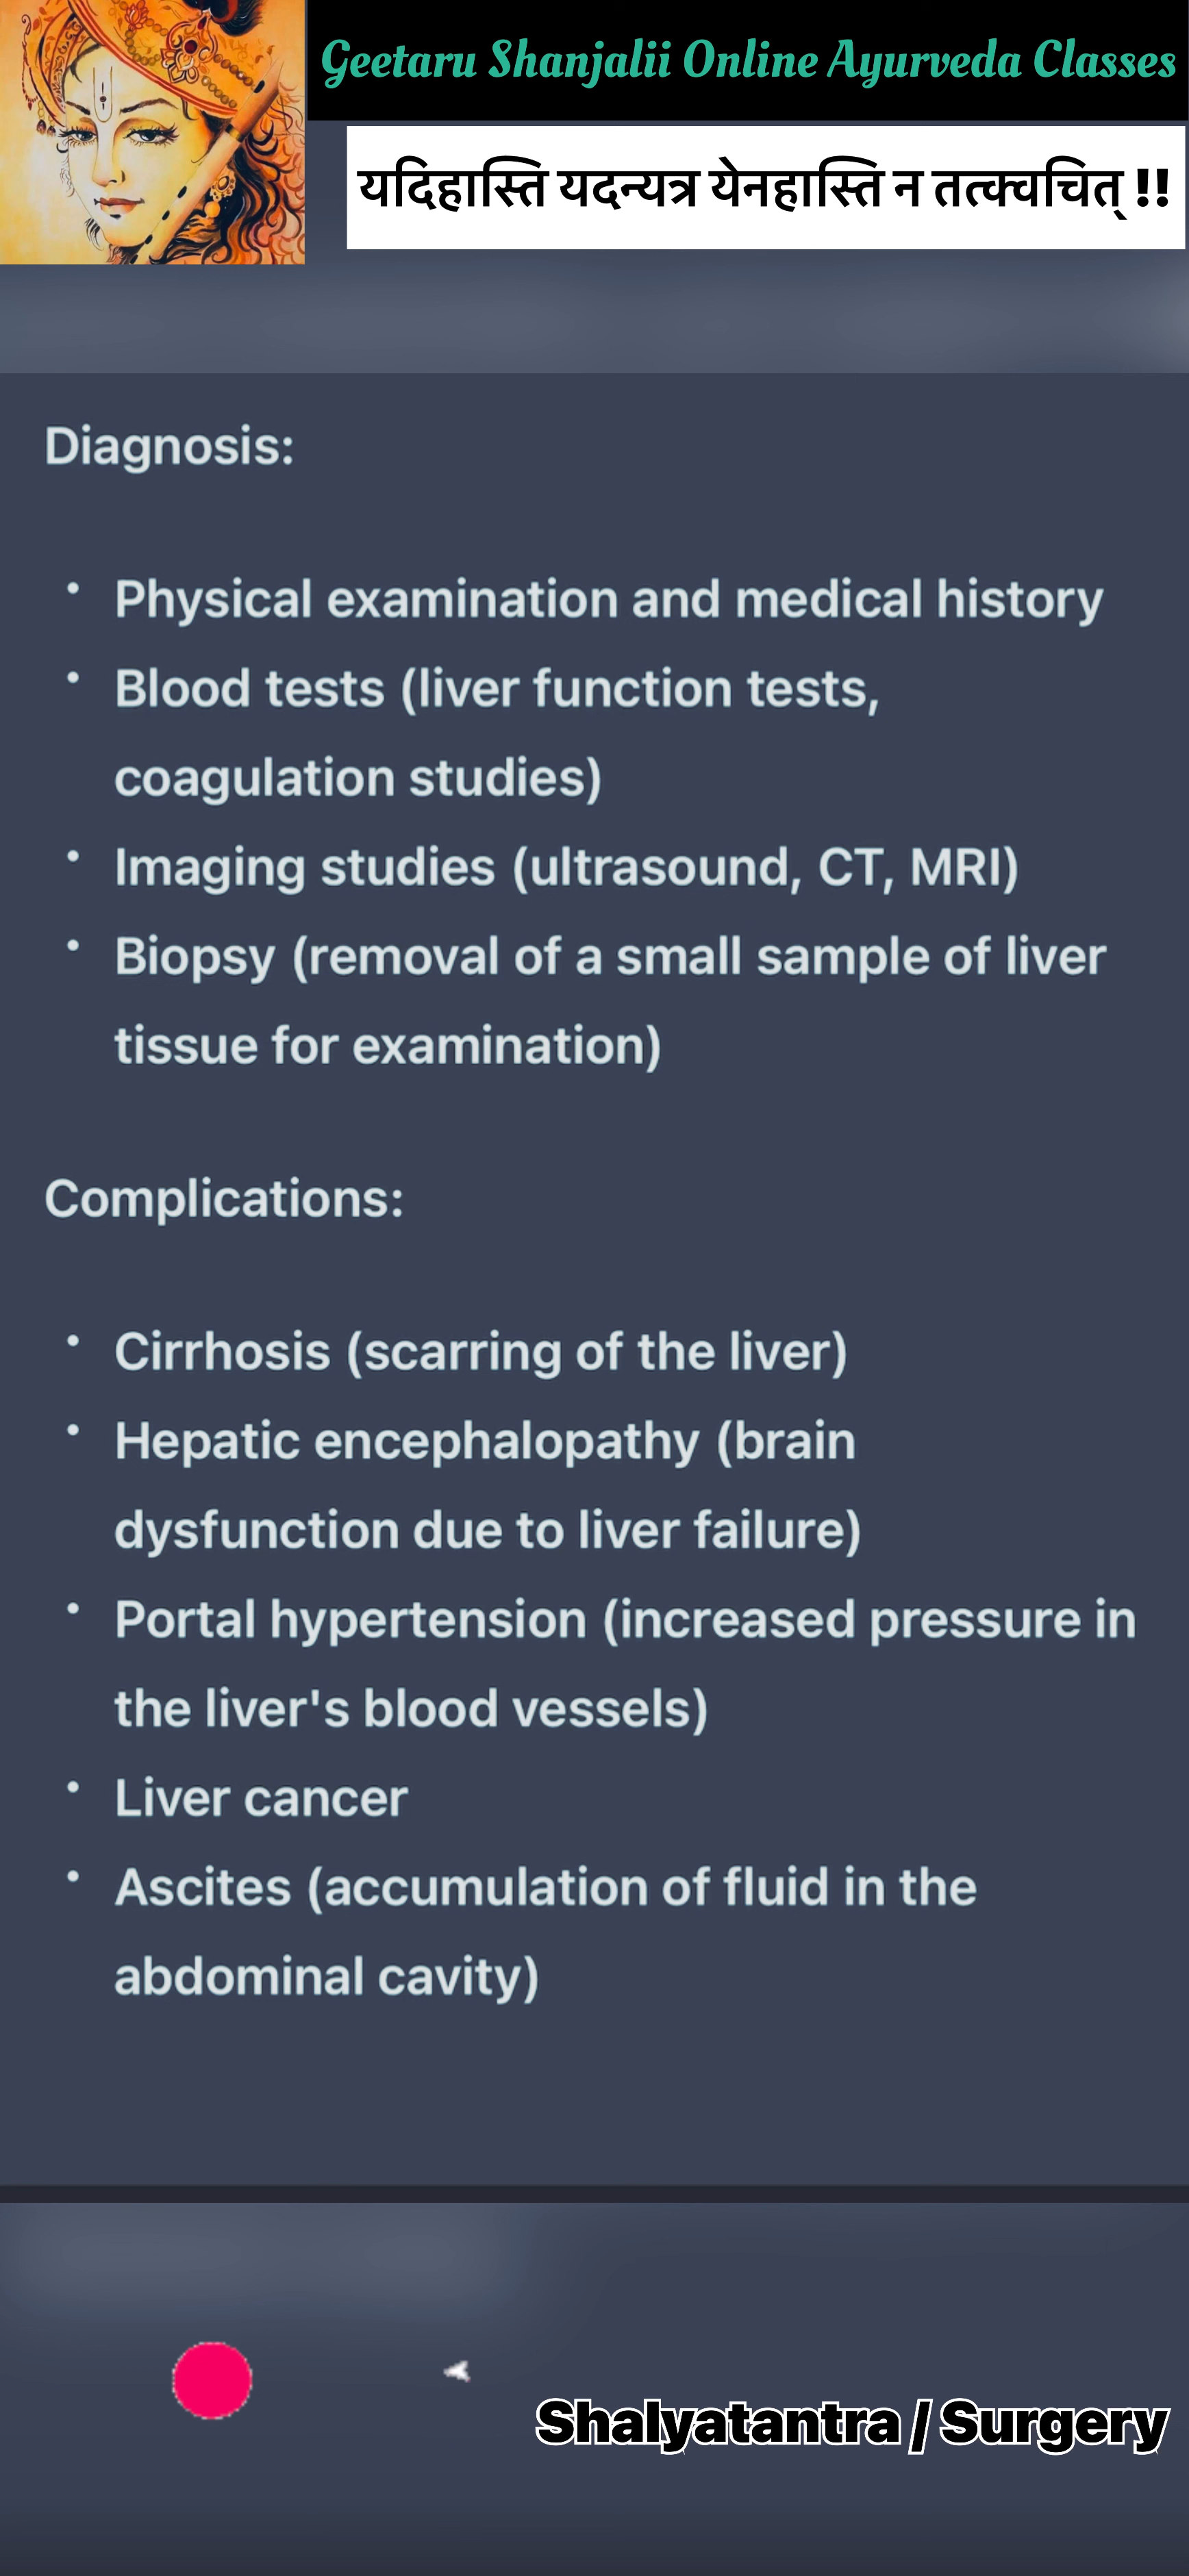 Geetaru Shanjalii Online Ayurveda Classes
यदिहास्ति यदन्यत्र येनहास्ति न तत्क्वचित् !!
Diagnosis:
• Physical examination and medical history
• Blood tests (liver function tests,
coagulation studies)
• Imaging studies (ultrasound, CT, MRI)
• Biopsy (removal of a small sample of liver
tissue for examination)
Complications:
• Cirrhosis (scarring of the liver)
• Hepatic encephalopathy (brain
dysfunction due to liver failure)
• Portal hypertension (increased pressure in
the liver's blood vessels)
• Liver cancer
• Ascites (accumulation of fluid in the
abdominal cavity)
Shalyatantra / Surgery